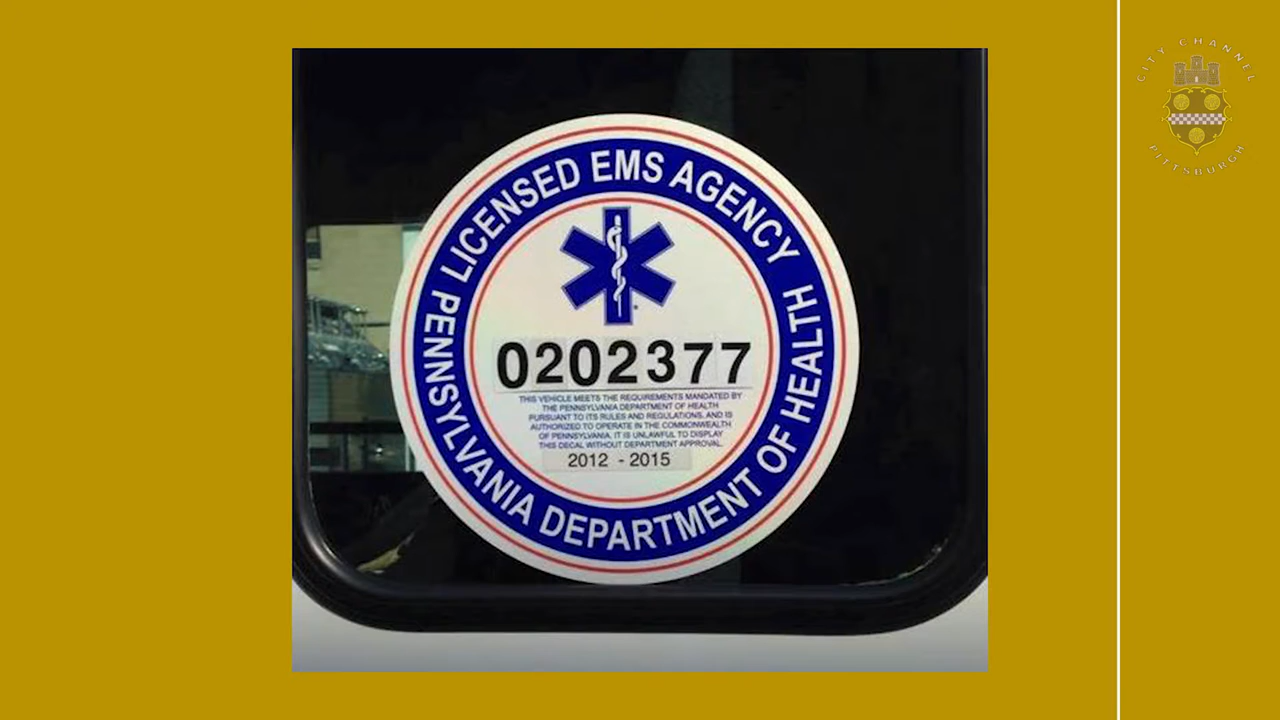 LICENSED EMS AGENCY
PENNSYLVANIA DEPARTMENT OF HEALTH
0202377
THIS VEHICLE MEETS THE REQUIREMENTS MANDATED BY
THE PENNSYLVANIA DEPARTMENT OF HEALTH
PURSUANT TO ITS RULES AND REGULATIONS, AND IS
AUTHORIZED TO OPERATE IN THE COMMONWEALTH
OF PENNSYLVANIA. IT IS UNLAWFUL TO DISPLAY
THIS DECAL WITHOUT DEPARTMENT APPROVAL.
2012 - 2015
CITY CHANNEL
PITTSBURGH